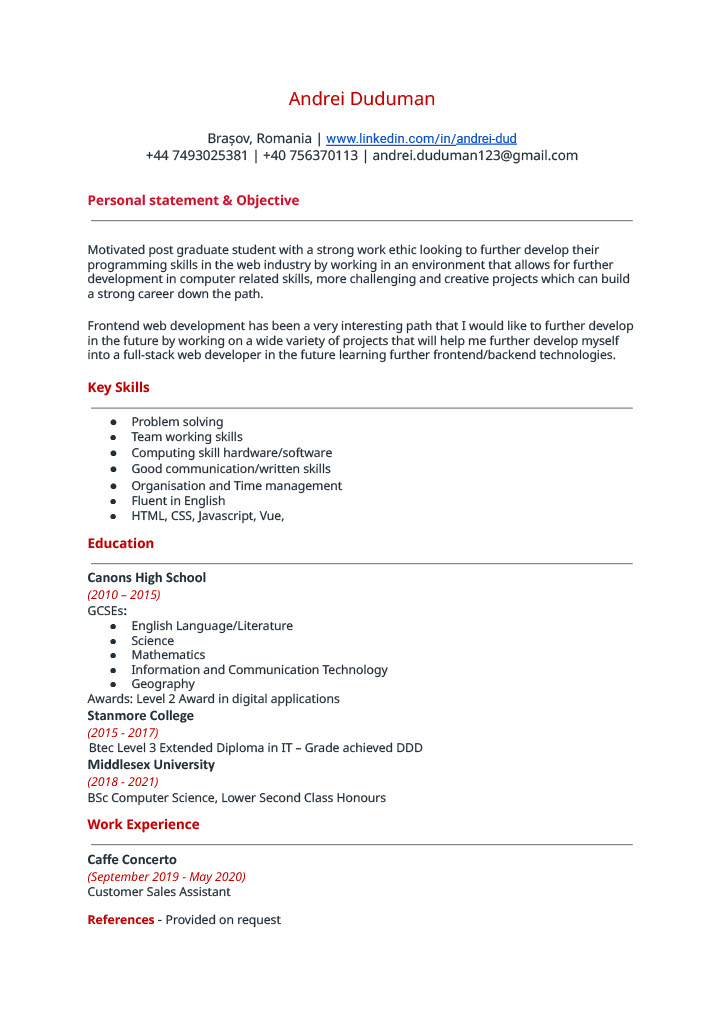 Andrei Duduman
Brașov, Romania | www.linkedin.com/in/andrei-dud
+44 7493025381 | +40 756370113 | andrei.duduman123@gmail.com
Personal statement & Objective
Motivated post graduate student with a strong work ethic looking to further develop their
programming skills in the web industry by working in an environment that allows for further
development in computer related skills, more challenging and creative projects which can build
a strong career down the path.
Frontend web development has been a very interesting path that I would like to further develop
in the future by working on a wide variety of projects that will help me further develop myself
into a full-stack web developer in the future learning further frontend/backend technologies.
Key Skills
● Problem solving
● Team working skills
● Computing skill hardware/software
● Good communication/written skills
● Organisation and Time management
● Fluent in English
● HTML, CSS, Javascript, Vue,
Education
Canons High School
(2010 – 2015)
GCSEs:
● English Language/Literature
● Science
● Mathematics
● Information and Communication Technology
● Geography
Awards: Level 2 Award in digital applications
Stanmore College
(2015 - 2017)
Btec Level 3 Extended Diploma in IT – Grade achieved DDD
Middlesex University
(2018 - 2021)
BSc Computer Science, Lower Second Class Honours
Work Experience
Caffe Concerto
(September 2019 - May 2020)
Customer Sales Assistant
References - Provided on request